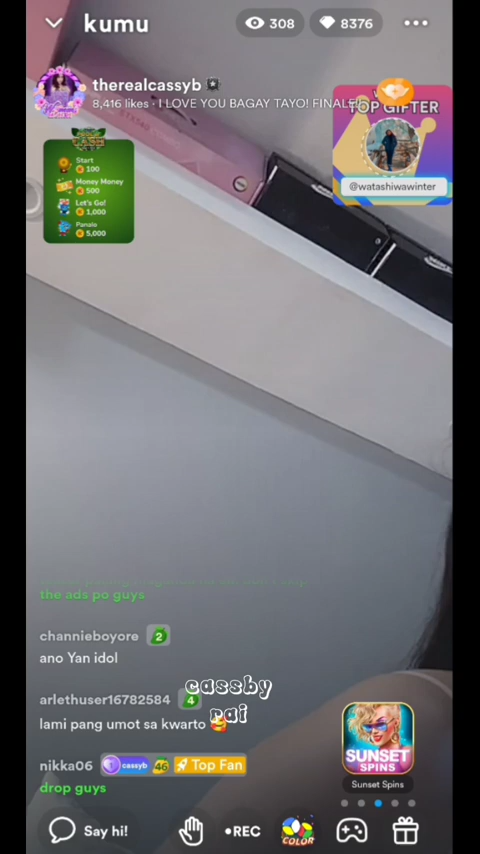 kumu
308
8376
therealcassyb
8,416 likes · I LOVE YOU BAGAY TAYO! FINALE!
TOP GIFTER
@watashiwawinter
Start
100
Money Money
500
Let's Go!
1,000
Panalo
5,000
the ads po guys
channieboyore 2
ano Yan idol
arlethuser16782584 4
lami pang umot sa kwarto 🥰
cassby
rai
nikka06 cassyb 46 Top Fan
drop guys
SUNSET
SPINS
Sunset Spins
Say hi!
•REC
COLOR